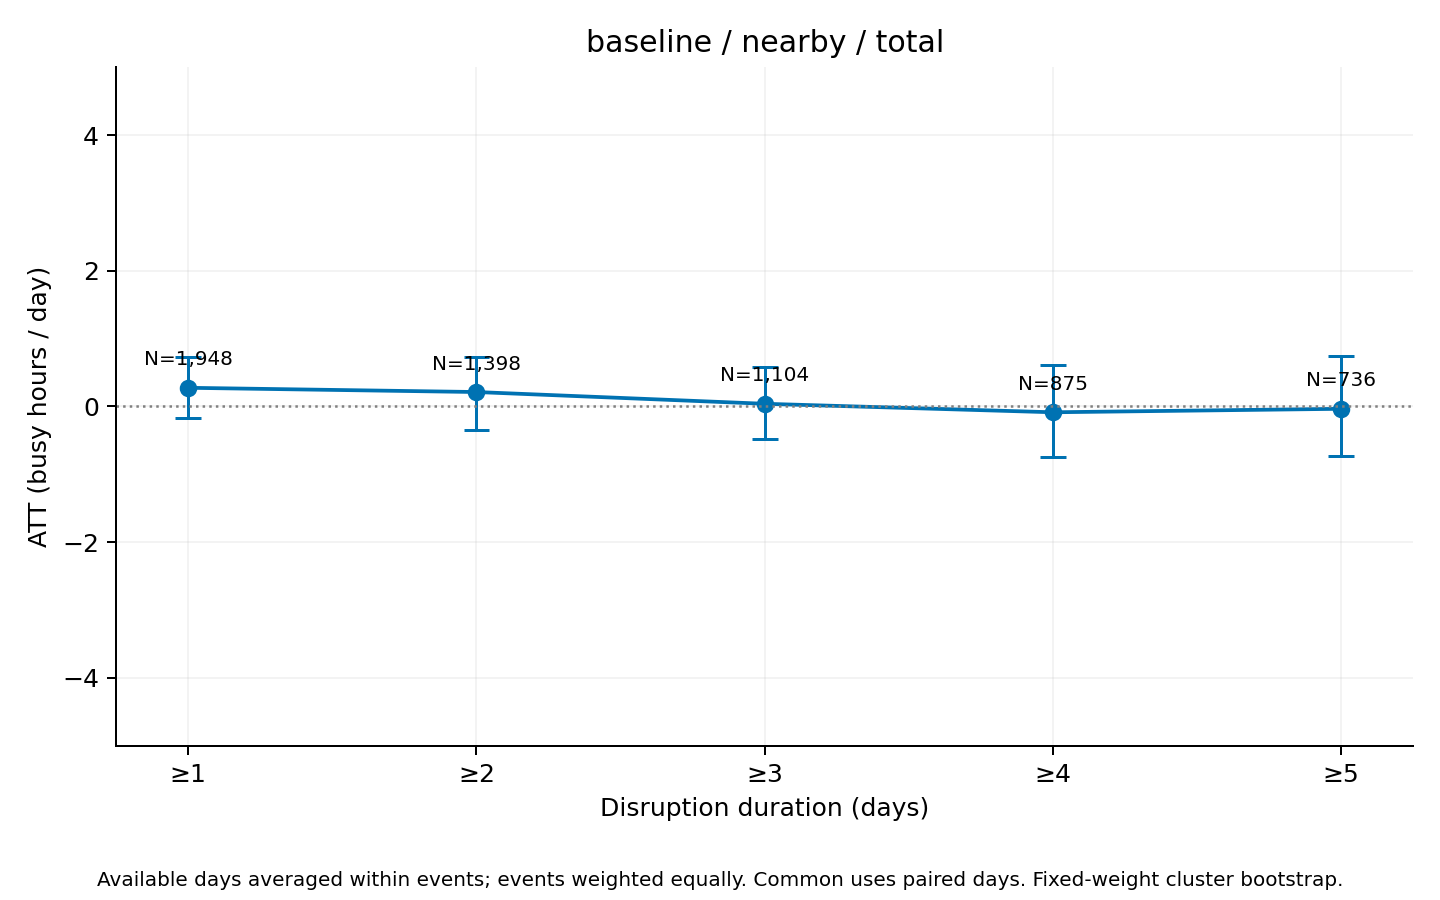 baseline / nearby / total
ATT (busy hours / day)
4
2
0
−2
−4
N=1,948
N=1,398
N=1,104
N=875
N=736
≥1
≥2
≥3
≥4
≥5
Disruption duration (days)
Available days averaged within events; events weighted equally. Common uses paired days. Fixed-weight cluster bootstrap.